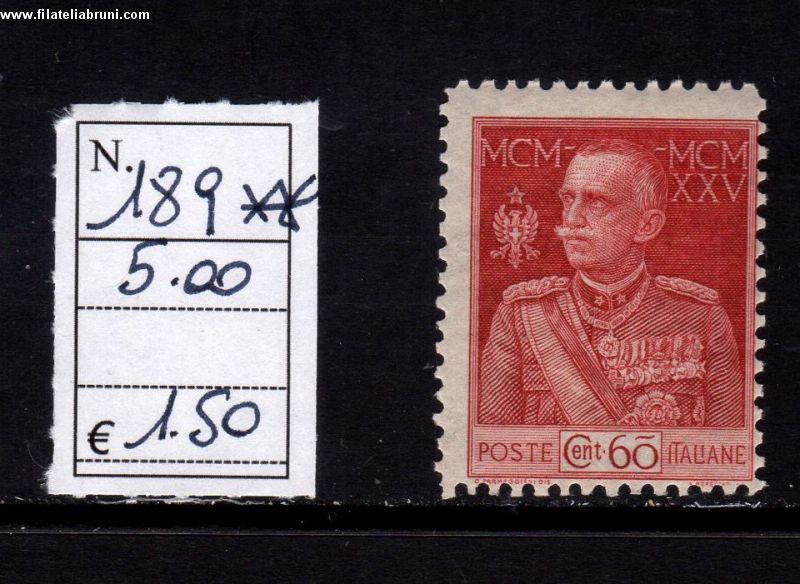 www.filateliabruni.com
N. 189 **
5.00
€ 1.50
MCM- -MCM
XXV
POSTE Cent. 60 ITALIANE